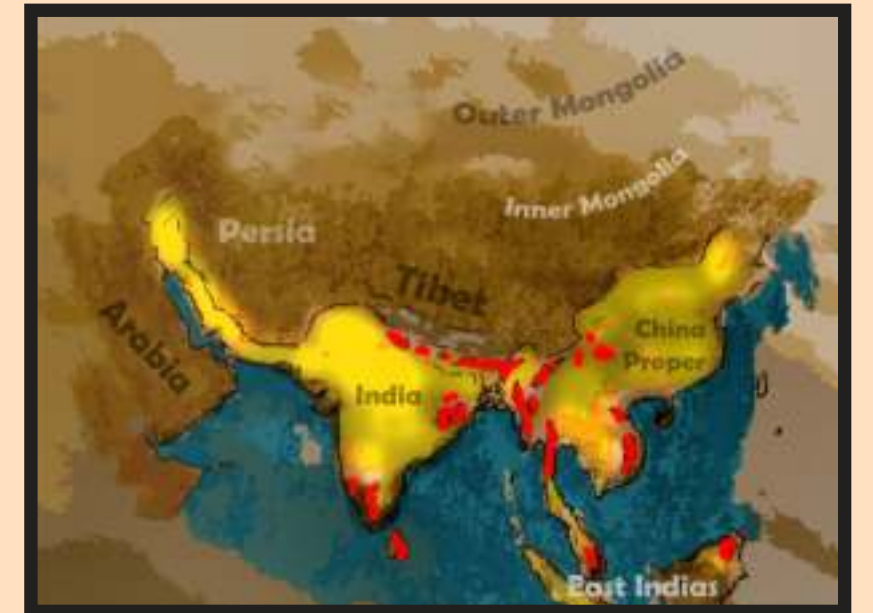 Outer Mongolia
Inner Mongolia
Persia
Tibet
Arabia
China
Proper
India
East Indias